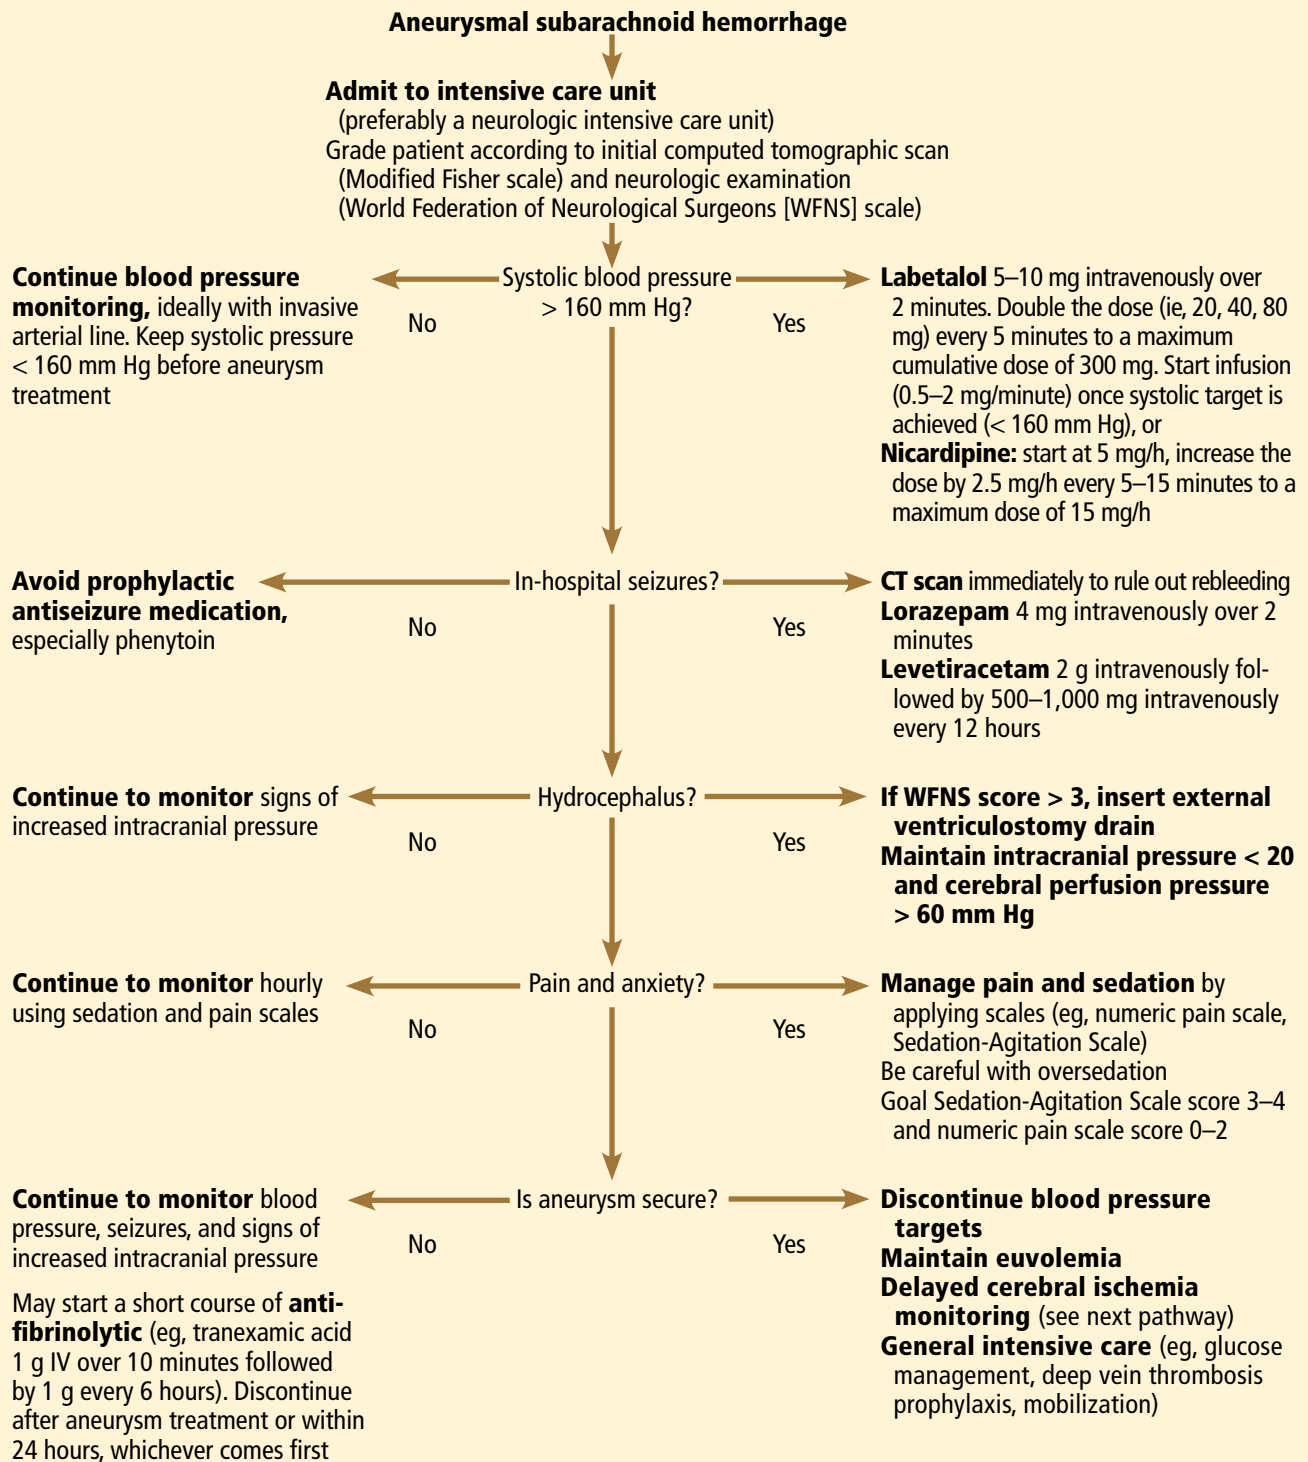 Aneurysmal subarachnoid hemorrhage
Admit to intensive care unit
(preferably a neurologic intensive care unit)
Grade patient according to initial computed tomographic scan
(Modified Fisher scale) and neurologic examination
(World Federation of Neurological Surgeons [WFNS] scale)
Continue blood pressure
monitoring, ideally with invasive
arterial line. Keep systolic pressure
< 160 mm Hg before aneurysm
treatment
No
Systolic blood pressure
> 160 mm Hg?
Yes
Labetalol 5–10 mg intravenously over
2 minutes. Double the dose (ie, 20, 40, 80
mg) every 5 minutes to a maximum
cumulative dose of 300 mg. Start infusion
(0.5–2 mg/minute) once systolic target is
achieved (< 160 mm Hg), or
Nicardipine: start at 5 mg/h, increase the
dose by 2.5 mg/h every 5–15 minutes to a
maximum dose of 15 mg/h
Avoid prophylactic
antiseizure medication,
especially phenytoin
No
In-hospital seizures?
Yes
CT scan immediately to rule out rebleeding
Lorazepam 4 mg intravenously over 2
minutes
Levetiracetam 2 g intravenously fol-
lowed by 500–1,000 mg intravenously
every 12 hours
Continue to monitor signs of
increased intracranial pressure
No
Hydrocephalus?
Yes
If WFNS score > 3, insert external
ventriculostomy drain
Maintain intracranial pressure < 20
and cerebral perfusion pressure
> 60 mm Hg
Continue to monitor hourly
using sedation and pain scales
No
Pain and anxiety?
Yes
Manage pain and sedation by
applying scales (eg, numeric pain scale,
Sedation-Agitation Scale)
Be careful with oversedation
Goal Sedation-Agitation Scale score 3–4
and numeric pain scale score 0–2
Continue to monitor blood
pressure, seizures, and signs of
increased intracranial pressure
May start a short course of anti-
fibrinolytic (eg, tranexamic acid
1 g IV over 10 minutes followed
by 1 g every 6 hours). Discontinue
after aneurysm treatment or within
24 hours, whichever comes first
No
Is aneurysm secure?
Yes
Discontinue blood pressure
targets
Maintain euvolemia
Delayed cerebral ischemia
monitoring (see next pathway)
General intensive care (eg, glucose
management, deep vein thrombosis
prophylaxis, mobilization)